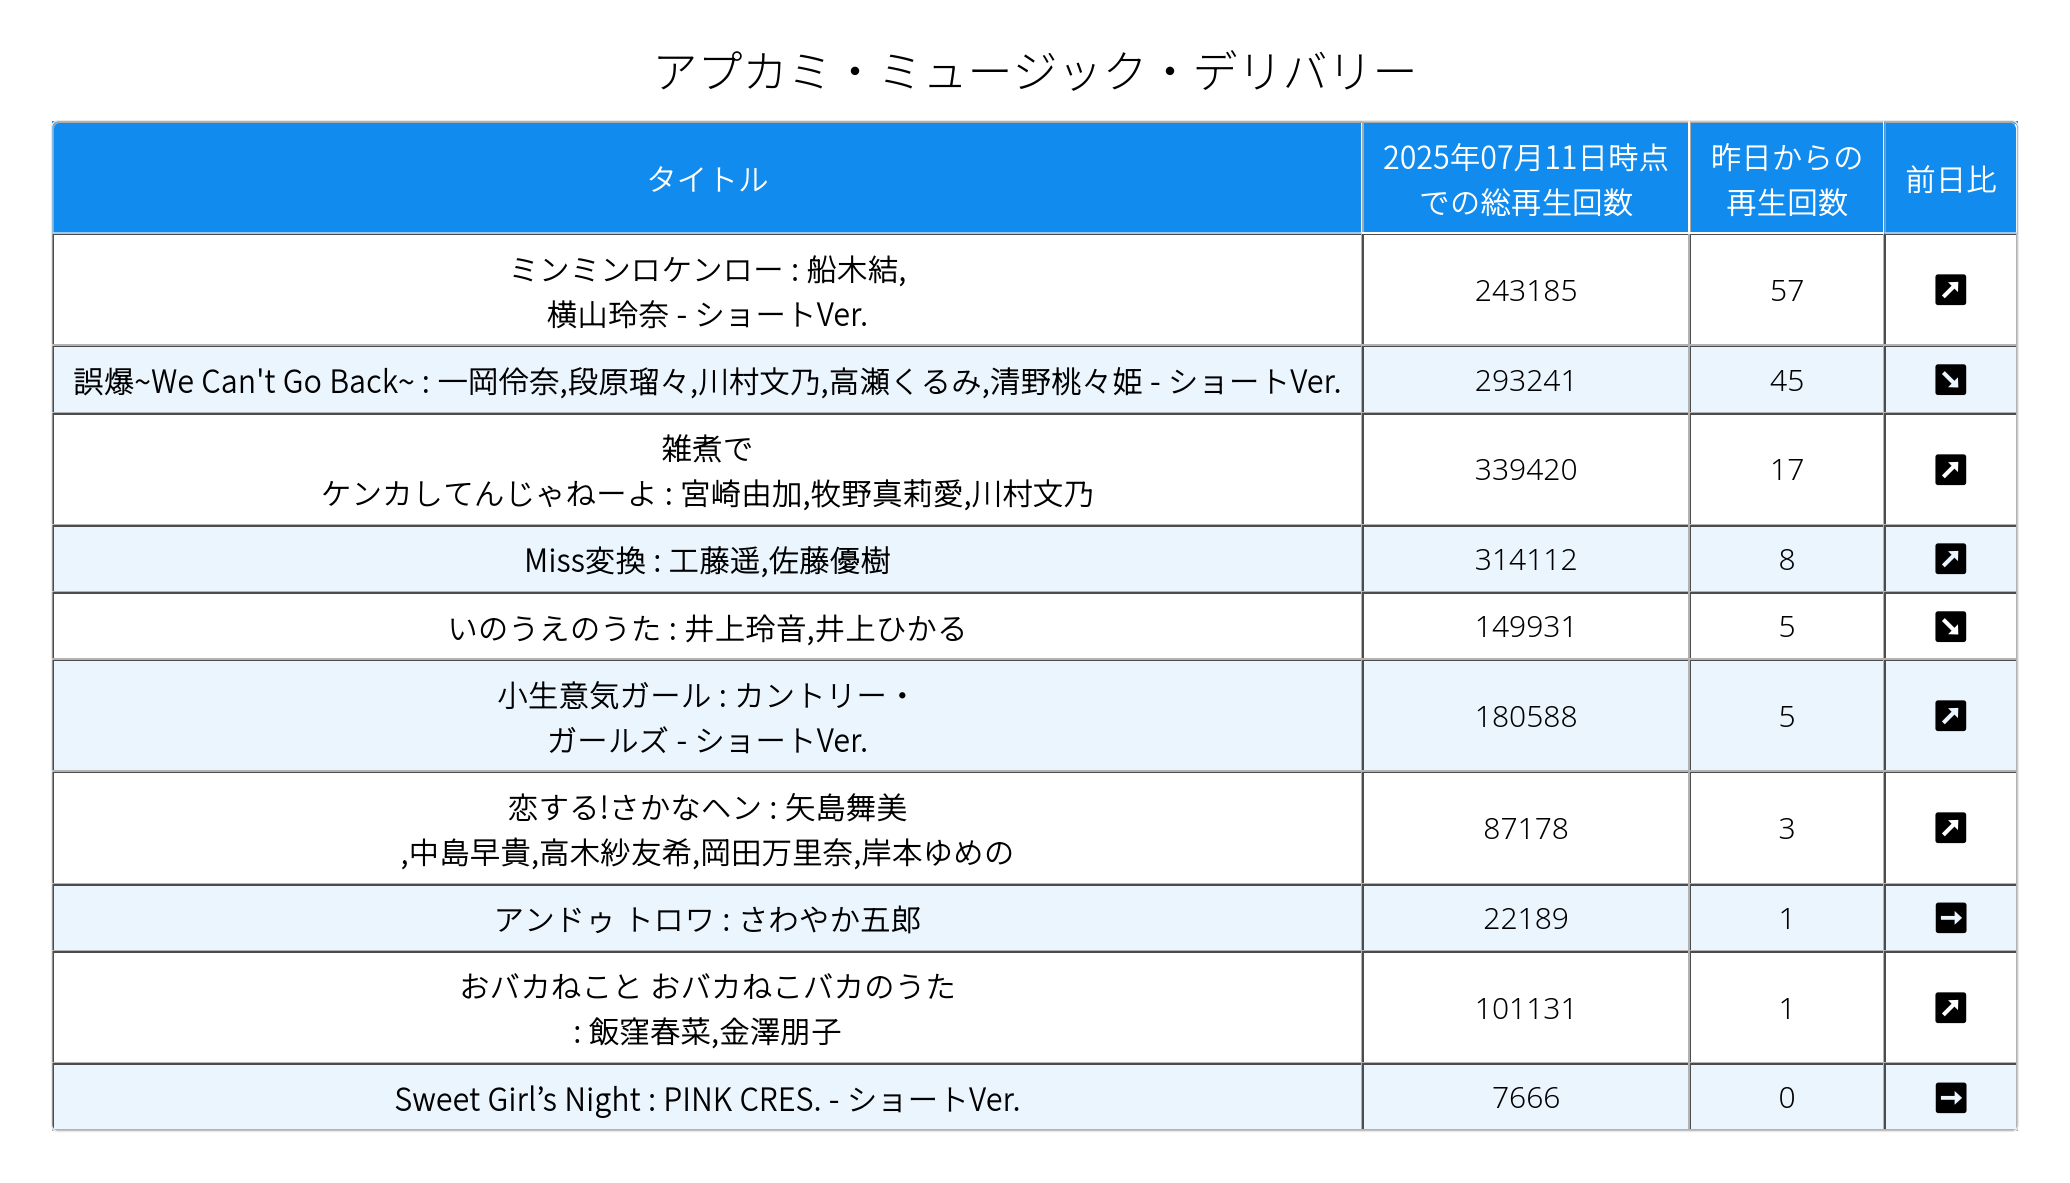 アプカミ・ミュージック・デリバリー
タイトル
2025年07月11日時点
での総再生回数
昨日からの
再生回数
前日比
ミンミンロケンロー : 船木結,
横山玲奈 - ショートVer.
243185
57
誤爆~We Can't Go Back~ : 一岡伶奈,段原瑠々,川村文乃,高瀬くるみ,清野桃々姫 - ショートVer.
293241
45
雑煮で
ケンカしてんじゃねーよ : 宮崎由加,牧野真莉愛,川村文乃
339420
17
Miss変換 : 工藤遥,佐藤優樹
314112
8
いのうえのうた : 井上玲音,井上ひかる
149931
5
小生意気ガール : カントリー・
ガールズ - ショートVer.
180588
5
恋する!さかなヘン : 矢島舞美
,中島早貴,高木紗友希,岡田万里奈,岸本ゆめの
87178
3
アンドゥ トロワ : さわやか五郎
22189
1
おバカねこと おバカねこバカのうた
: 飯窪春菜,金澤朋子
101131
1
Sweet Girl’s Night : PINK CRES. - ショートVer.
7666
0